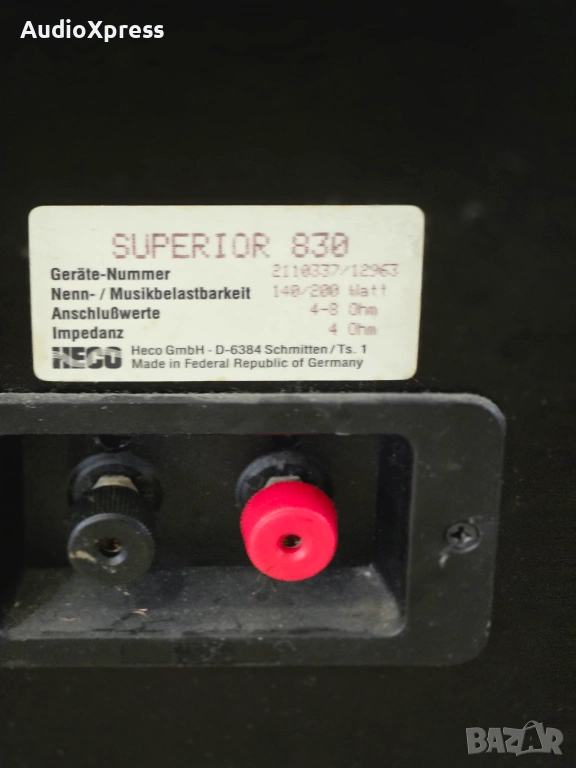 AudioXpress
SUPERIOR 830
Geräte-Nummer 2110337/12963
Nenn- / Musikbelastbarkeit 140/200 Watt
Anschlußwerte 4-8 Ohm
Impedanz 4 Ohm
HECO Heco GmbH - D-6384 Schmitten/Ts. 1
Made in Federal Republic of Germany
BAZAR